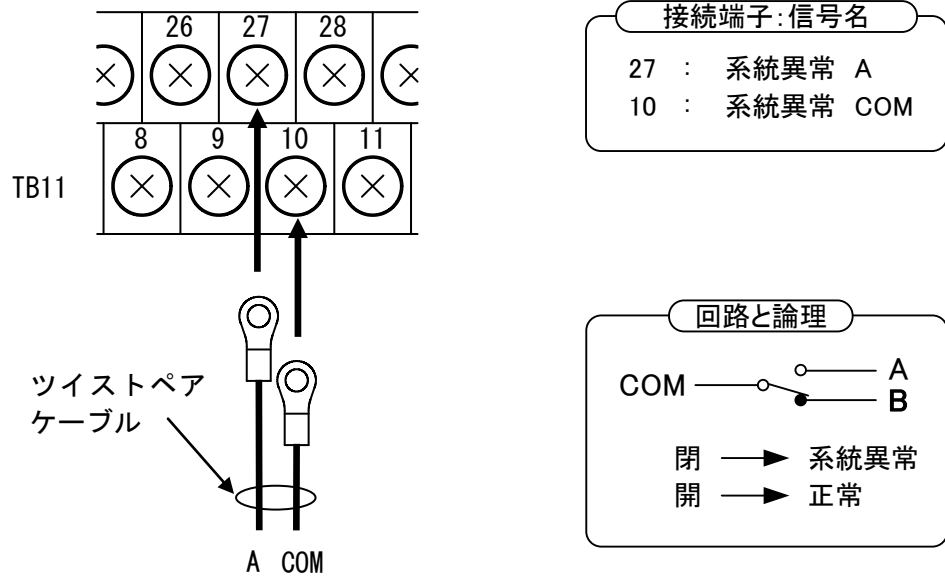 26 27 28
8 9 10 11
TB11
ツイストペア
ケーブル
A COM
接続端子:信号名
27 : 系統異常 A
10 : 系統異常 COM
回路と論理
COM
A
B
閉 → 系統異常
開 → 正常